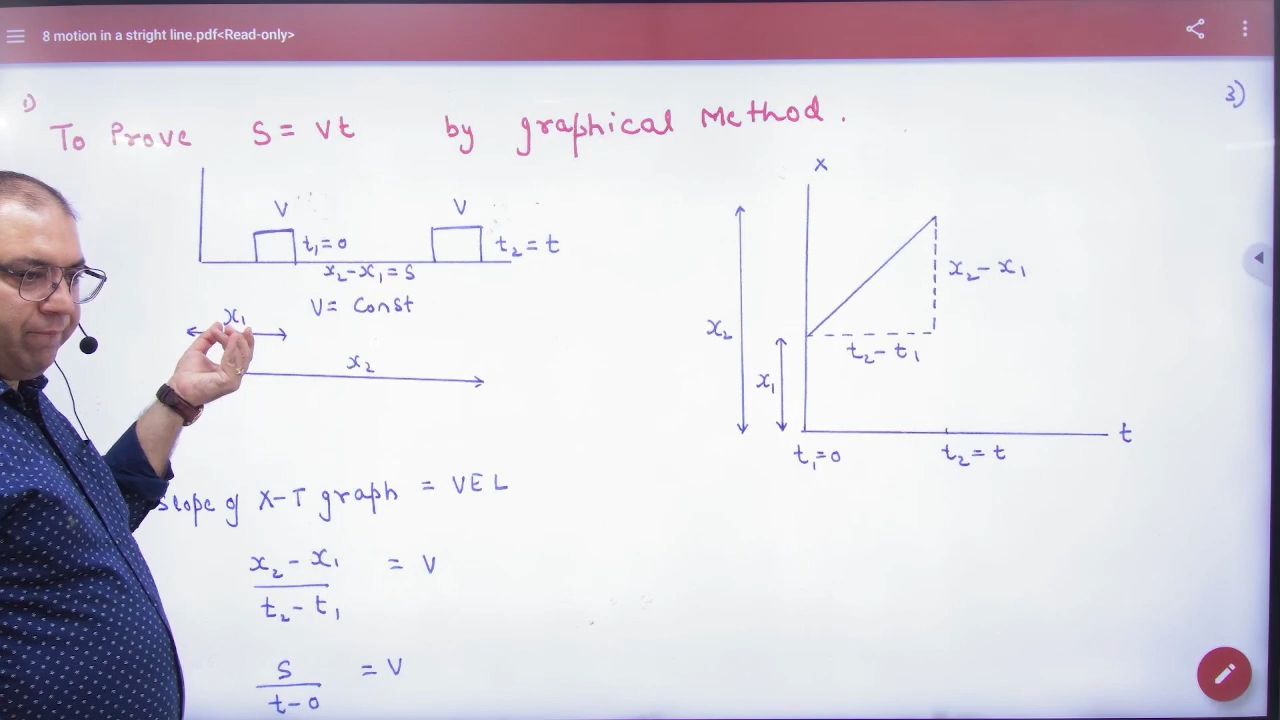 8 motion in a stright line.pdf<Read-only>
1)
3)
To Prove S = Vt by graphical Method.
V V
t₁=0 t₂=t
x₂-x₁=S
V= Const
x₁
x₂
x
x₂-x₁
t₂-t₁
x₂
x₁
t
t₁=0 t₂=t
Slope of X-T graph = VEL
x₂-x₁ = V
t₂-t₁
S = V
t-0